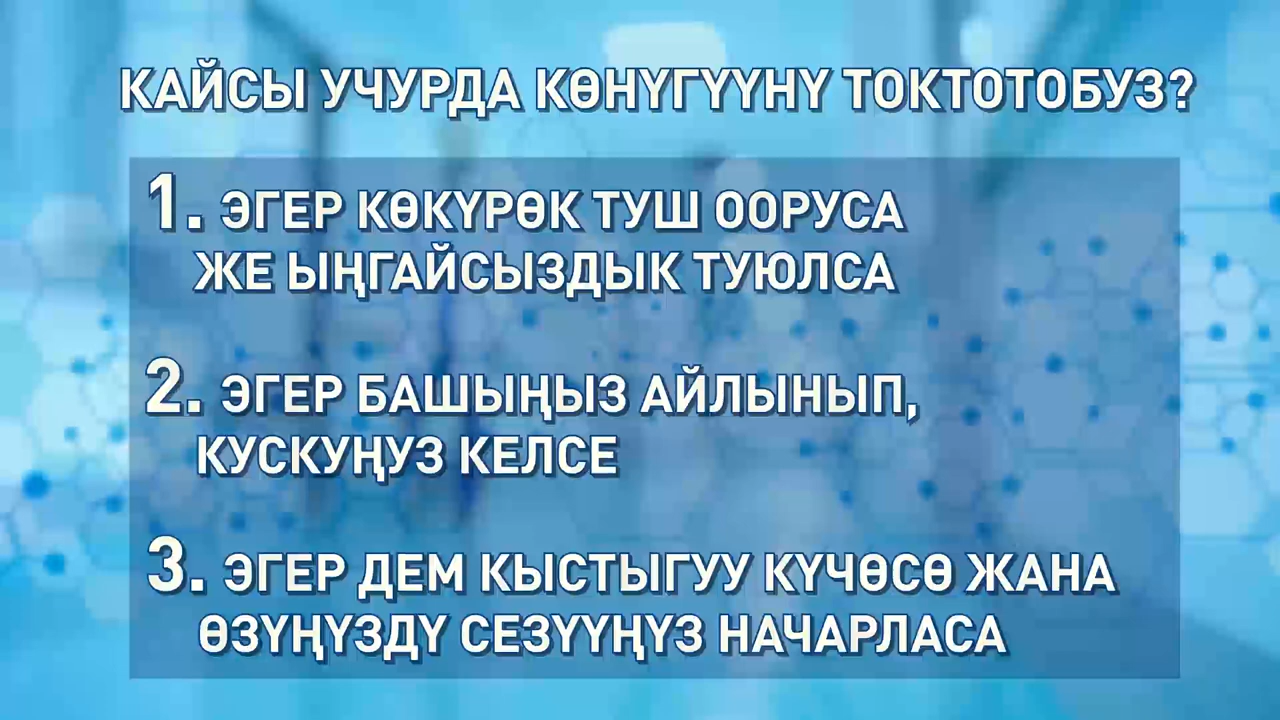 КАЙСЫ УЧУРДА КӨНҮГҮҮНҮ ТОКТОТОБУЗ?
1. ЭГЕР КӨКҮРӨК ТУШ ООРУСА
ЖЕ ЫҢГАЙСЫЗДЫК ТУЮЛСА
2. ЭГЕР БАШЫҢЫЗ АЙЛЫНЫП,
КУСКУҢУЗ КЕЛСЕ
3. ЭГЕР ДЕМ КЫСТЫГУУ КҮЧӨСӨ ЖАНА
ӨЗҮҢҮЗДҮ СЕЗҮҮҢҮЗ НАЧАРЛАСА